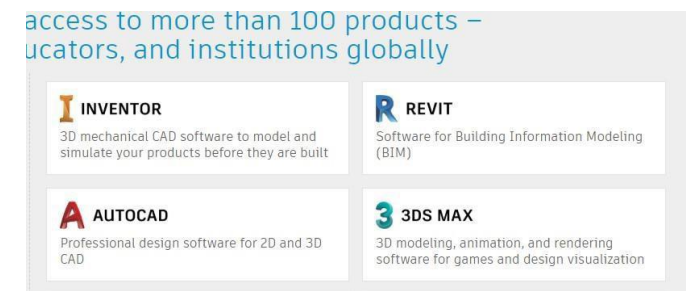 access to more than 100 products –
ucators, and institutions globally
INVENTOR
3D mechanical CAD software to model and
simulate your products before they are built
REVIT
Software for Building Information Modeling
(BIM)
AUTOCAD
Professional design software for 2D and 3D
CAD
3DS MAX
3D modeling, animation, and rendering
software for games and design visualization